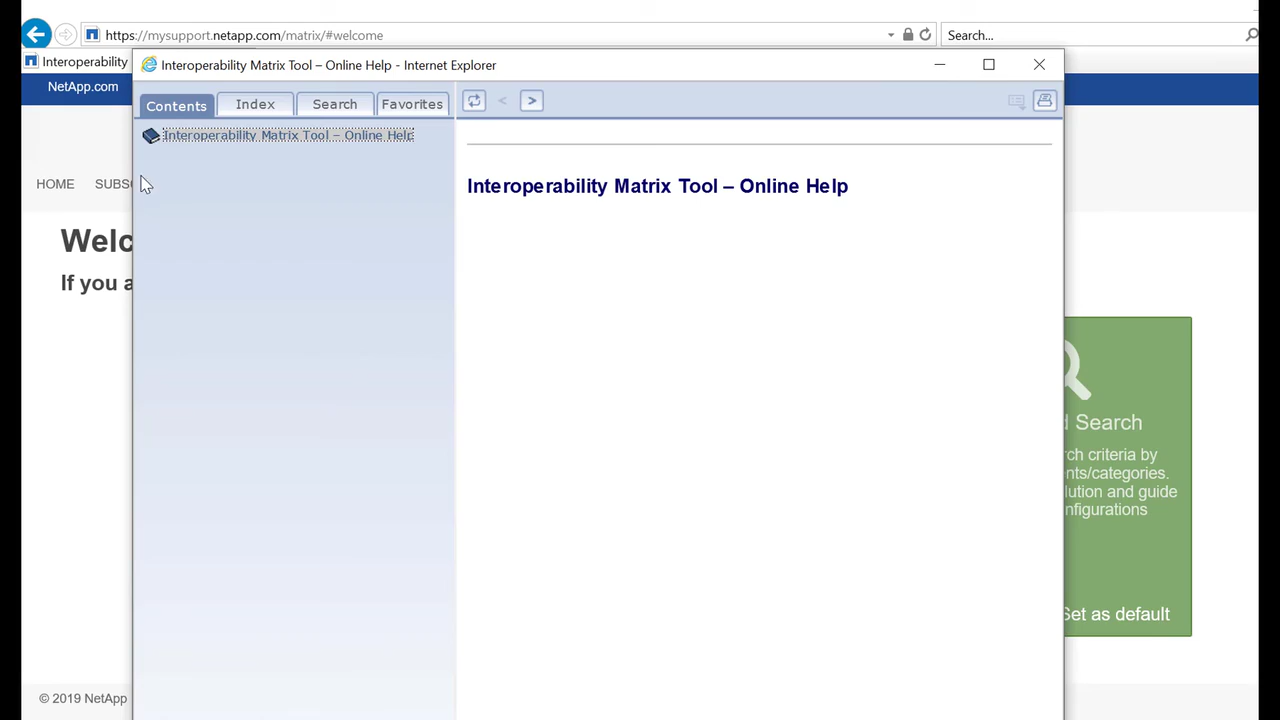 https://mysupport.netapp.com/matrix/#welcome
Search...
Interoperability
Interoperability Matrix Tool – Online Help - Internet Explorer
NetApp.com
Contents
Index
Search
Favorites
Interoperability Matrix Tool – Online Help
Interoperability Matrix Tool – Online Help
HOME
SUBS
Welc
If you a
d Search
rch criteria by
nts/categories.
lution and guide
nfigurations
Set as default
© 2019 NetApp